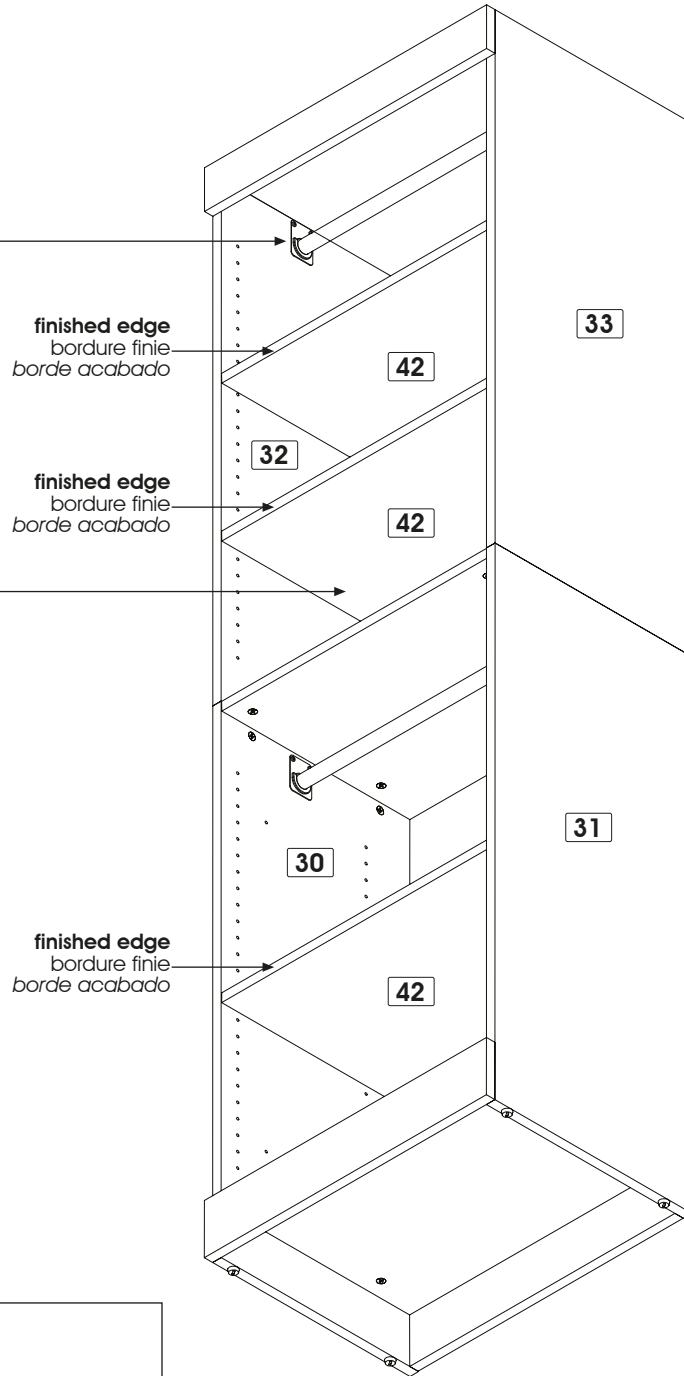 33
finished edge
bordure finie
borde acabado
42
32
finished edge
bordure finie
borde acabado
42
31
30
finished edge
bordure finie
borde acabado
42